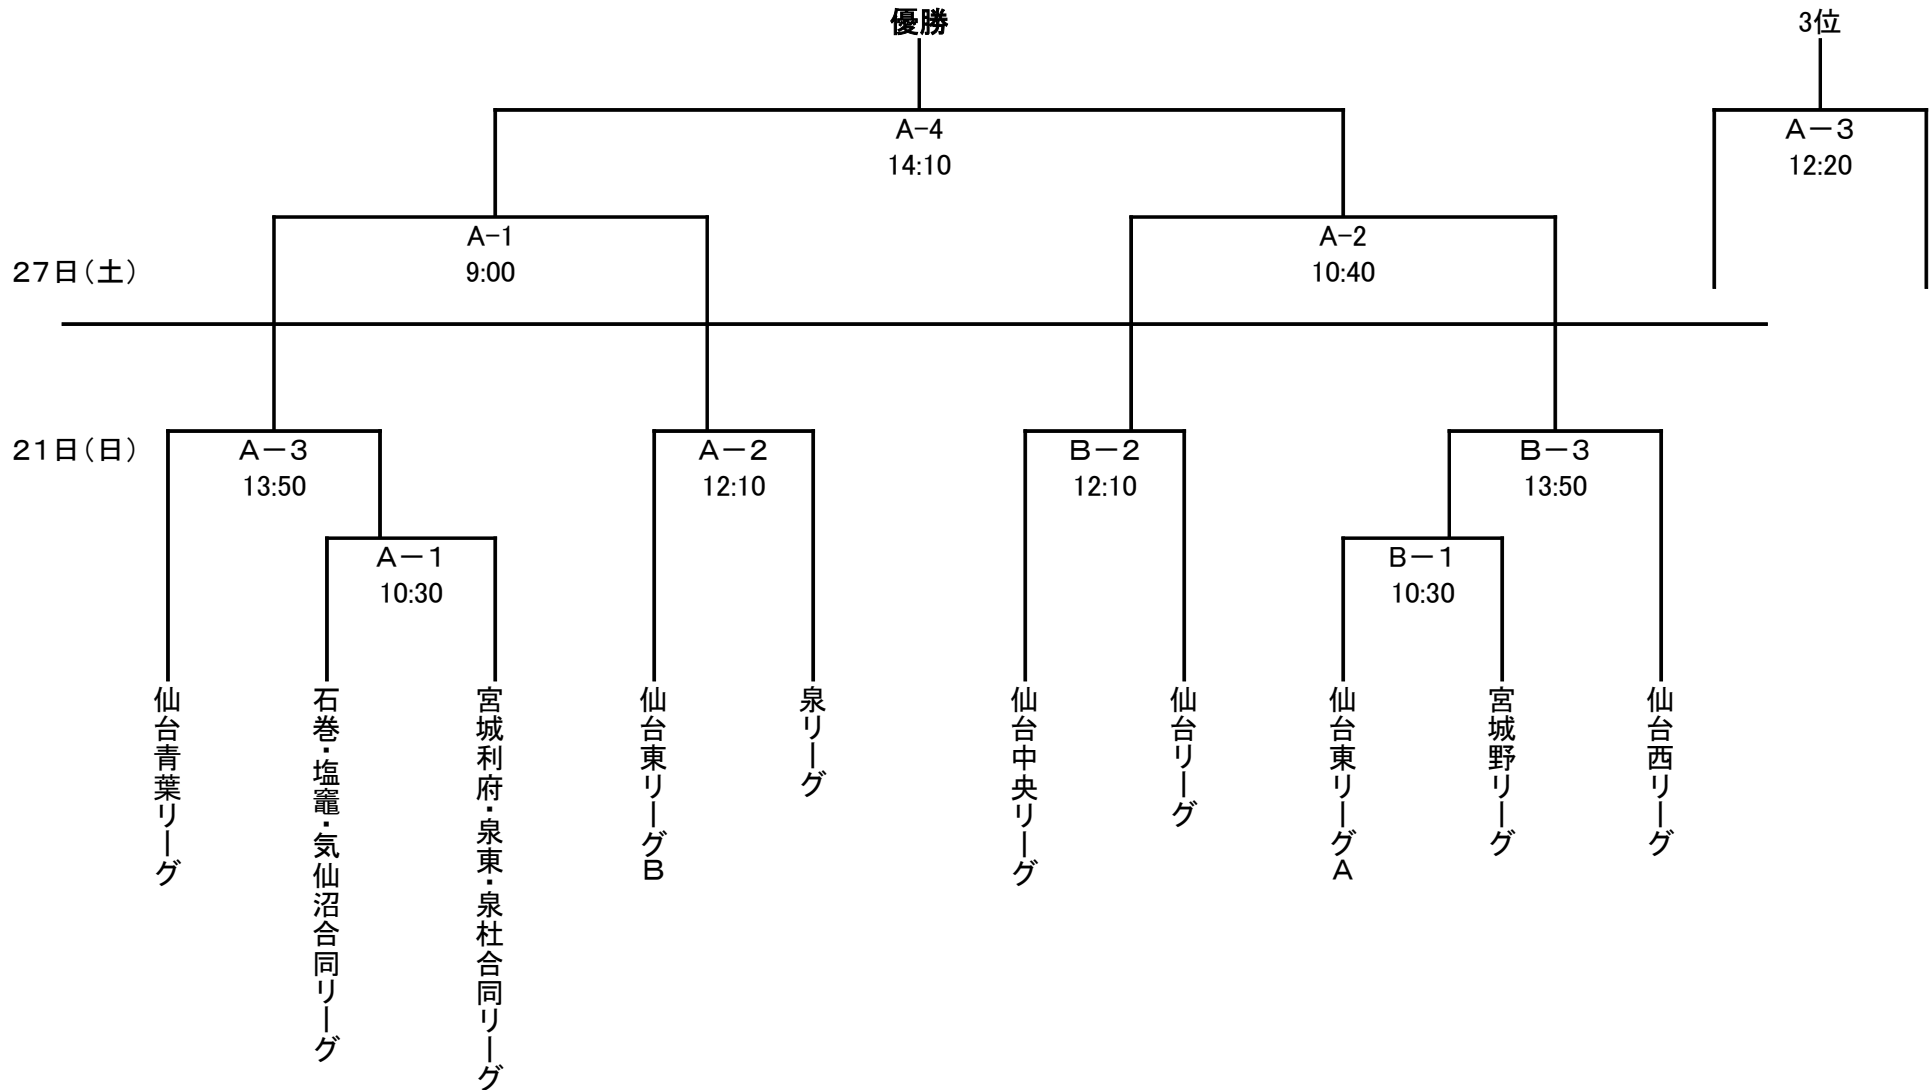 優勝
3位
A-4
14:10
A－3
12:20
27日(土)
A-1
9:00
A-2
10:40
21日(日)
A－3
13:50
A－2
12:10
B－2
12:10
B－3
13:50
A－1
10:30
B－1
10:30
仙台青葉リーグ
石巻・塩竈・気仙沼合同リーグ
宮城利府・泉東・泉杜合同リーグ
仙台東リーグB
泉リーグ
仙台中央リーグ
仙台リーグ
仙台東リーグA
宮城野リーグ
仙台西リーグ